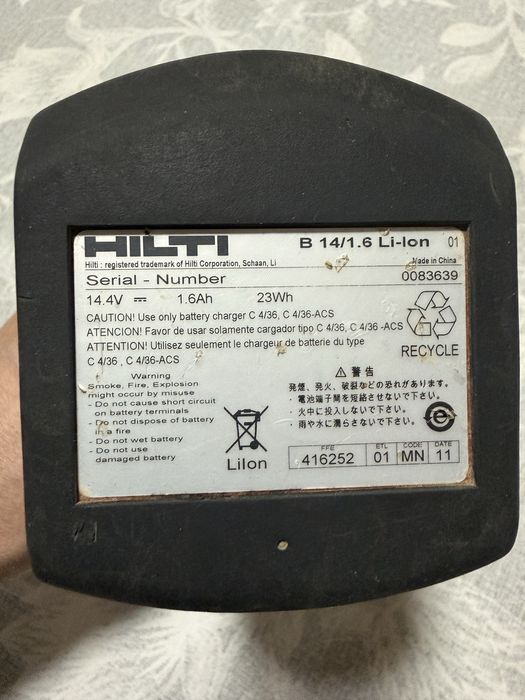 HILTI
B 14/1.6 Li-Ion 01
Hilti : registered trademark of Hilti Corporation, Schaan, Li
Made in China
Serial - Number 0083639
14.4V 1.6Ah 23Wh
CAUTION! Use only battery charger C 4/36, C 4/36-ACS
ATENCION! Favor de usar solamente cargador tipo C 4/36, C 4/36 -ACS
ATTENTION! Utilisez seulement le chargeur de batterie du type
C 4/36 , C 4/36-ACS
RECYCLE
Warning
Smoke, Fire, Explosion
might occur by misuse
- Do not cause short circuit
on battery terminals
- Do not dispose of battery
in a fire
- Do not wet battery
- Do not use
damaged battery
LiIon
⚠ 警告
発煙、発火、破裂などの恐れがあります。
・電池端子間を短絡させないで下さい。
・火中に投入しないで下さい。
・雨や水に濡らさないで下さい。
FFE ETL CODE DATE
416252 01 MN 11